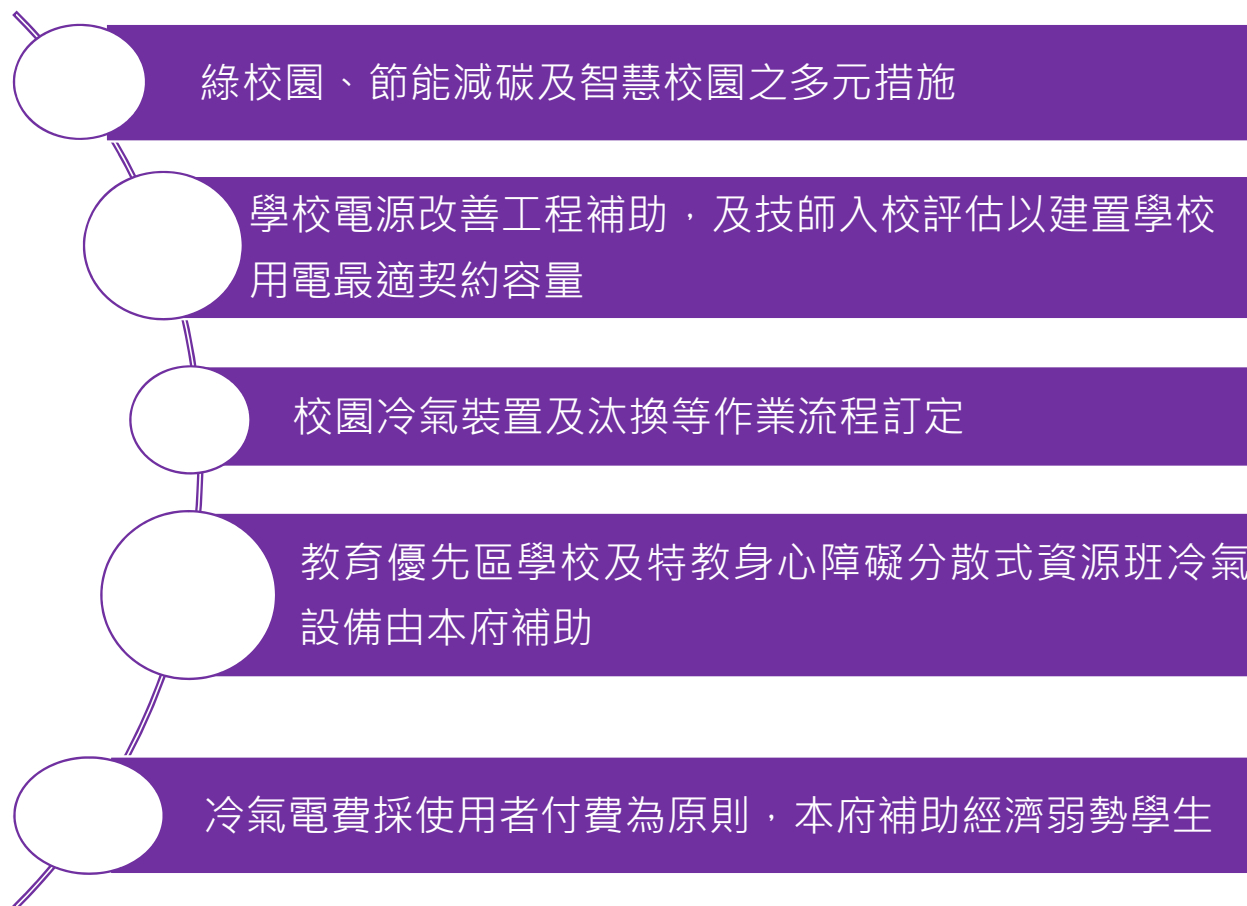 綠校園、節能減碳及智慧校園之多元措施
學校電源改善工程補助，及技師入校評估以建置學校
用電最適契約容量
校園冷氣裝置及汰換等作業流程訂定
教育優先區學校及特教身心障礙分散式資源班冷氣
設備由本府補助
冷氣電費採使用者付費為原則，本府補助經濟弱勢學生